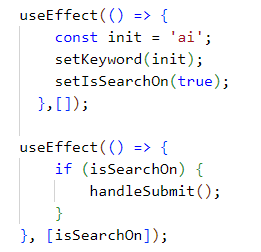 useEffect(() => {
    const init = 'ai';
    setKeyword(init);
    setIsSearchOn(true);
  },[]);

useEffect(() => {
    if (isSearchOn) {
        handleSubmit();
    }
}, [isSearchOn]);